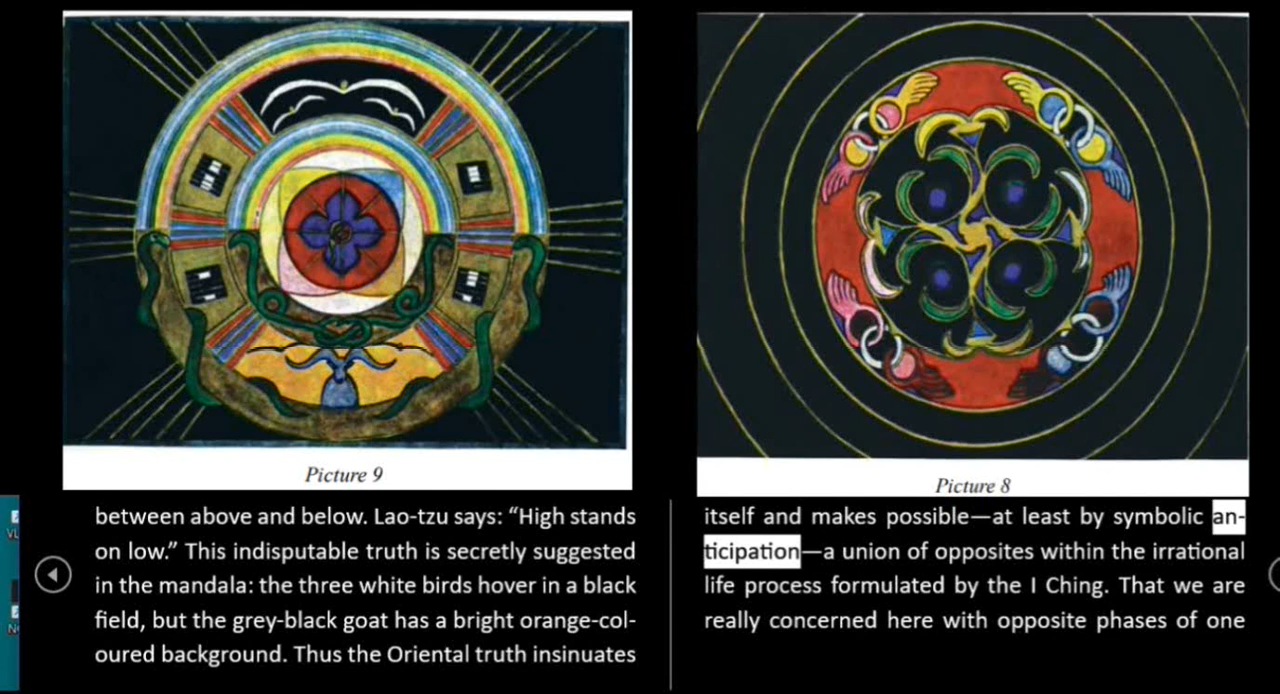 Picture 9
between above and below. Lao-tzu says: “High stands
on low.” This indisputable truth is secretly suggested
in the mandala: the three white birds hover in a black
field, but the grey-black goat has a bright orange-col-
oured background. Thus the Oriental truth insinuates
Picture 8
itself and makes possible—at least by symbolic an-
ticipation—a union of opposites within the irrational
life process formulated by the I Ching. That we are
really concerned here with opposite phases of one